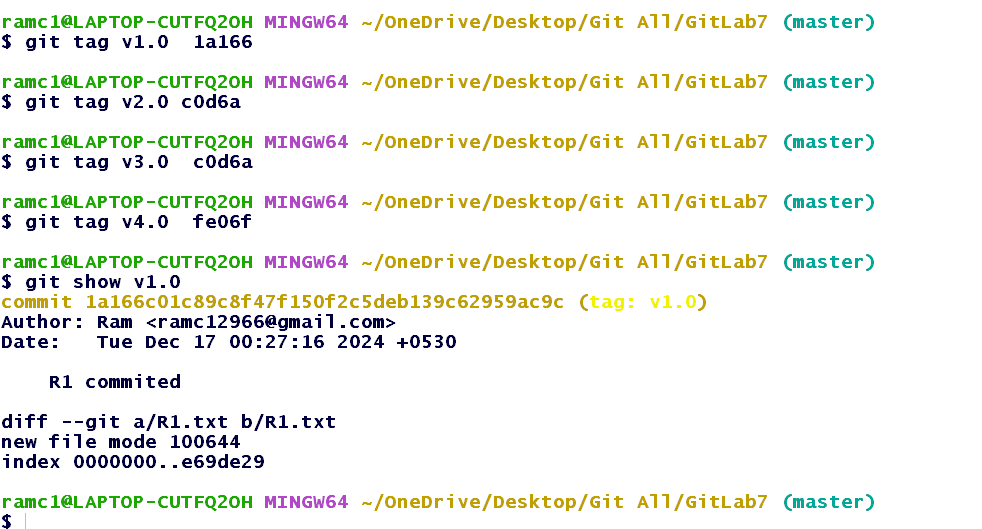 ramc1@LAPTOP-CUTFQ2OH MINGW64 ~/OneDrive/Desktop/Git All/GitLab7 (master)
$ git tag v1.0  1a166
ramc1@LAPTOP-CUTFQ2OH MINGW64 ~/OneDrive/Desktop/Git All/GitLab7 (master)
$ git tag v2.0 c0d6a
ramc1@LAPTOP-CUTFQ2OH MINGW64 ~/OneDrive/Desktop/Git All/GitLab7 (master)
$ git tag v3.0  c0d6a
ramc1@LAPTOP-CUTFQ2OH MINGW64 ~/OneDrive/Desktop/Git All/GitLab7 (master)
$ git tag v4.0  fe06f
ramc1@LAPTOP-CUTFQ2OH MINGW64 ~/OneDrive/Desktop/Git All/GitLab7 (master)
$ git show v1.0
commit 1a166c01c89c8f47f150f2c5deb139c62959ac9c (tag: v1.0)
Author: Ram <ramc12966@gmail.com>
Date:   Tue Dec 17 00:27:16 2024 +0530
    R1 commited
diff --git a/R1.txt b/R1.txt
new file mode 100644
index 0000000..e69de29
ramc1@LAPTOP-CUTFQ2OH MINGW64 ~/OneDrive/Desktop/Git All/GitLab7 (master)
$